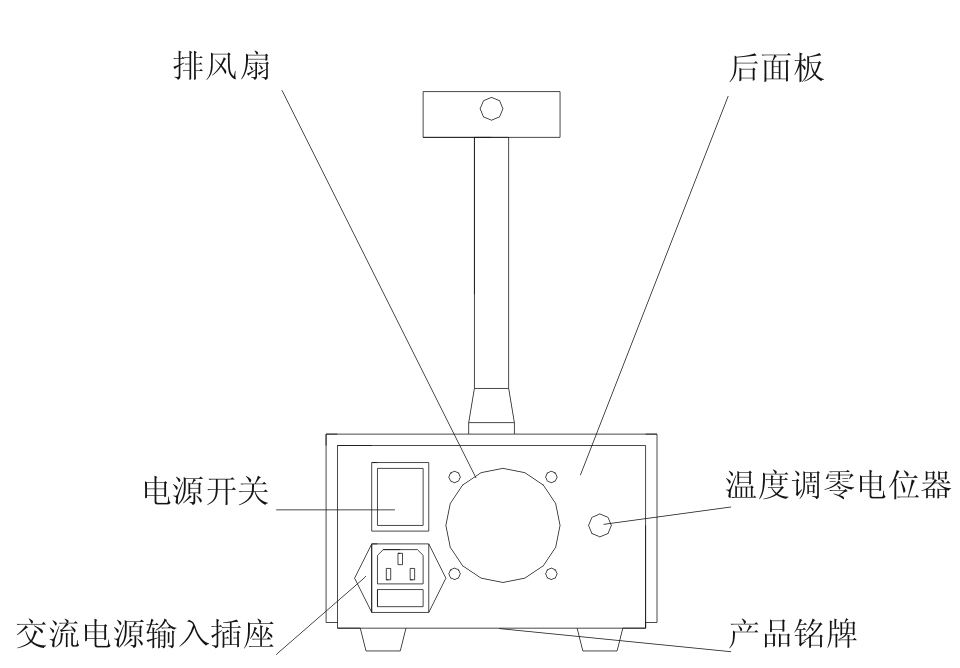 排风扇
后面板
电源开关
温度调零电位器
交流电源输入插座
产品铭牌